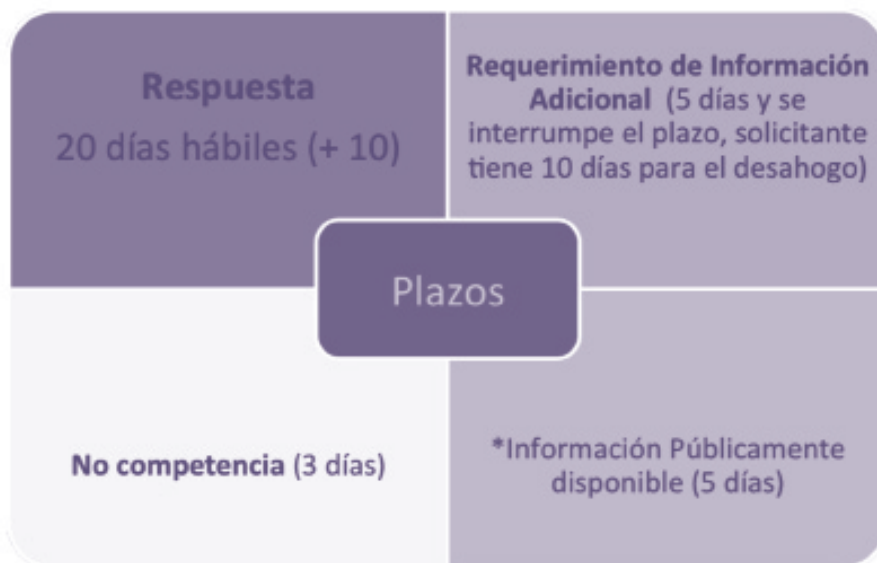 Respuesta
20 días hábiles (+ 10)
Requerimiento de Información
Adicional (5 días y se
interrumpe el plazo, solicitante
tiene 10 días para el desahogo)
Plazos
No competencia (3 días)
*Información Públicamente
disponible (5 días)